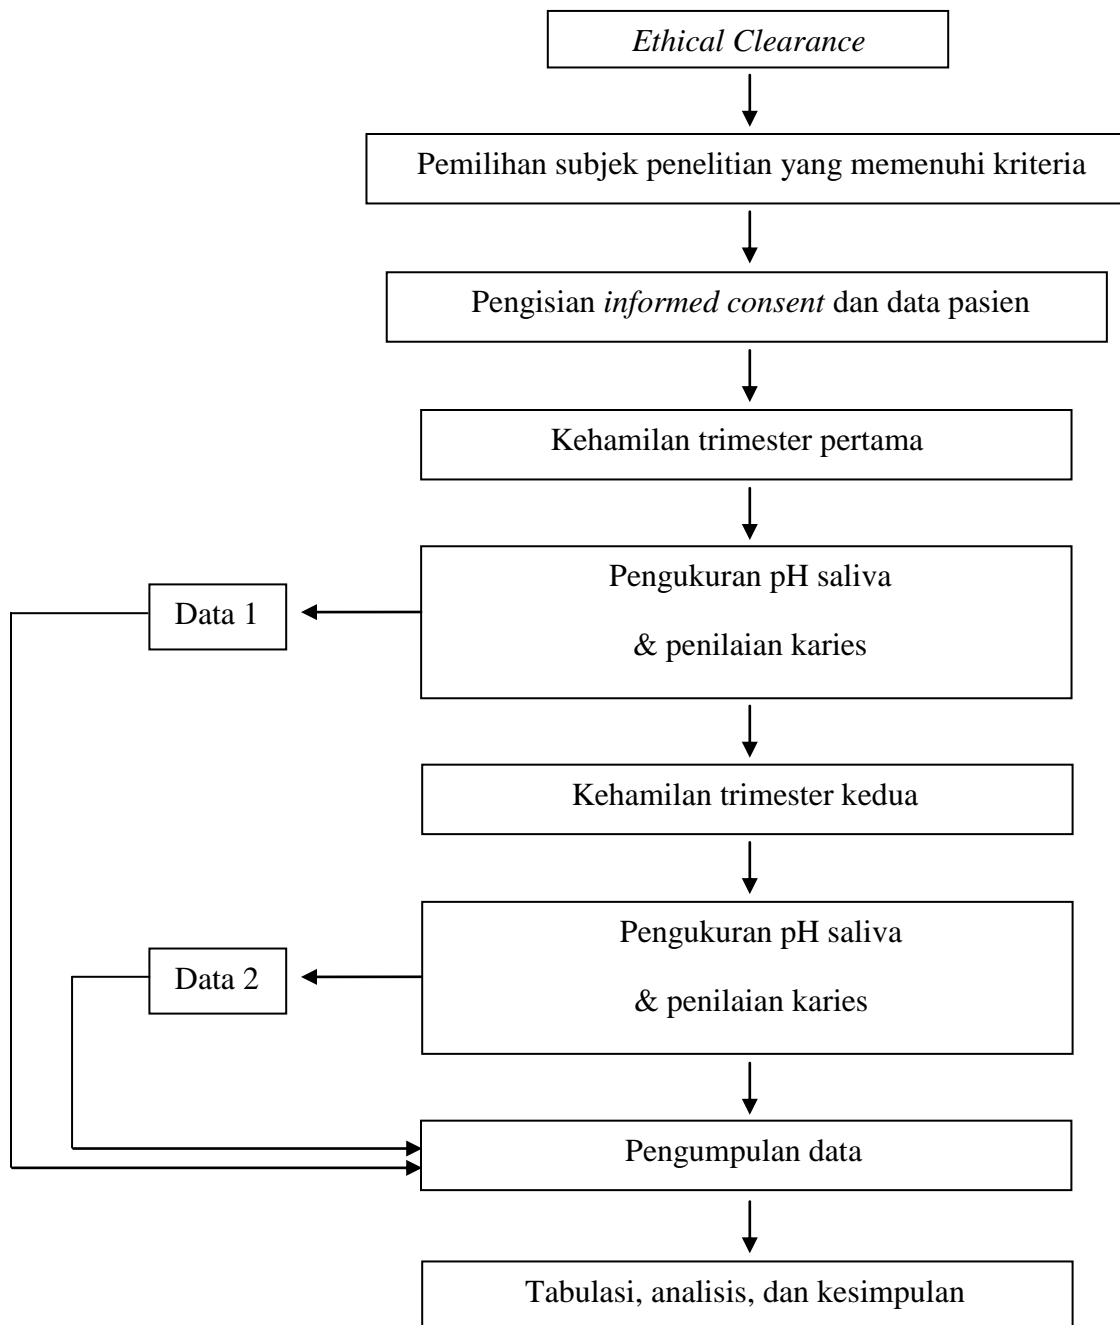 Ethical Clearance
Pemilihan subjek penelitian yang memenuhi kriteria
Pengisian informed consent dan data pasien
Kehamilan trimester pertama
Pengukuran pH saliva
& penilaian karies
Data 1
Kehamilan trimester kedua
Pengukuran pH saliva
& penilaian karies
Data 2
Pengumpulan data
Tabulasi, analisis, dan kesimpulan